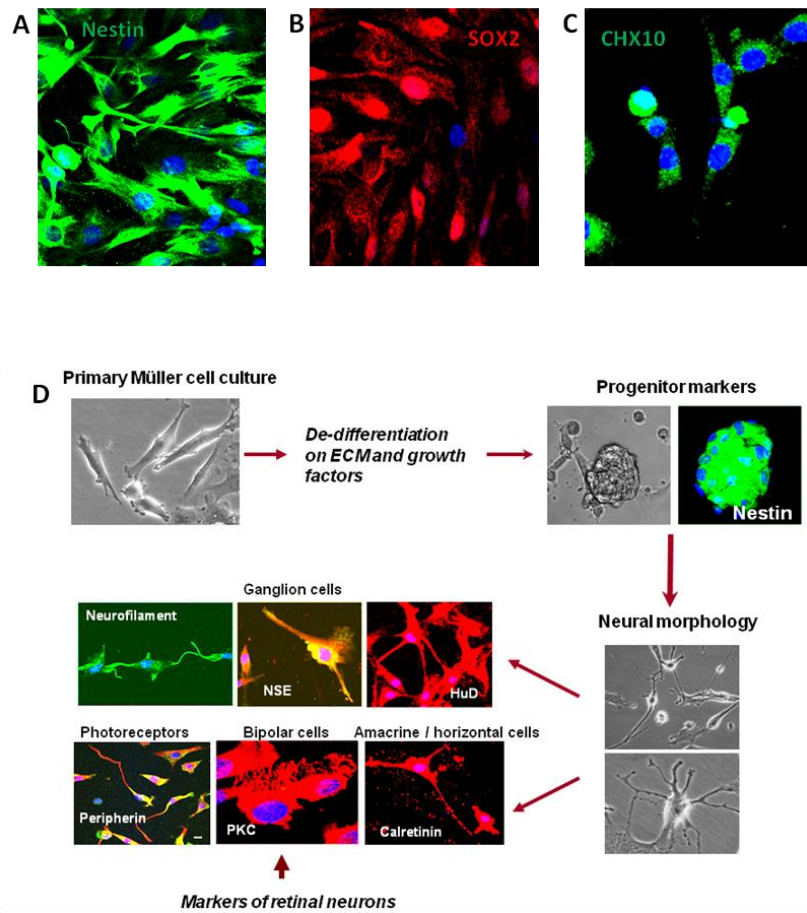 A
Nestin
B
SOX2
C
CHX10
D
Primary Müller cell culture
De-differentiation
on ECM and growth
factors
Progenitor markers
Nestin
Neural morphology
Ganglion cells
Neurofilament
NSE
HuD
Photoreceptors
Bipolar cells
Amacrine / horizontal cells
Peripherin
PKC
Calretinin
Markers of retinal neurons